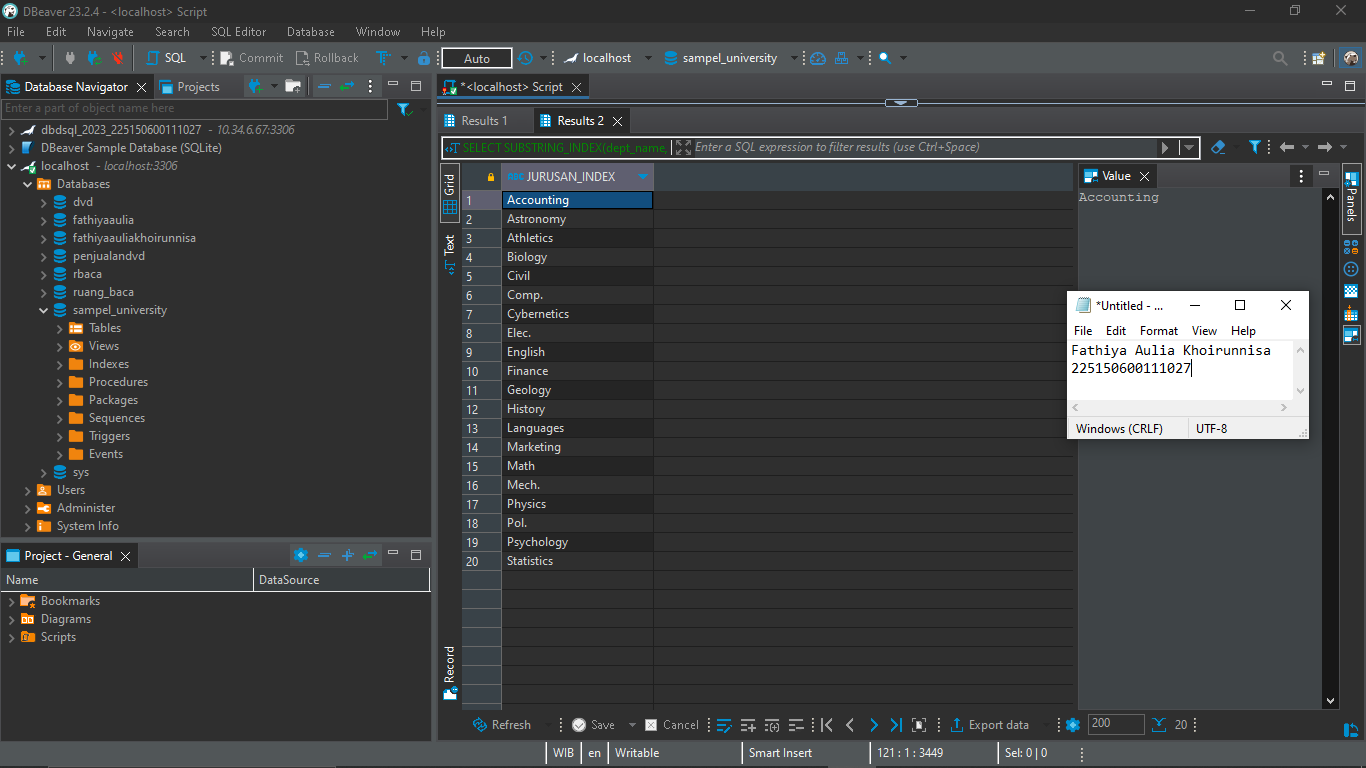 DBeaver 23.2.4 - <localhost> Script
File Edit Navigate Search SQL Editor Database Window Help
SQL Commit Rollback Auto localhost sampel_university
Database Navigator Projects
Enter a part of object name here
dbdsql_2023_225150600111027 - 10.34.6.67:3306
DBeaver Sample Database (SQLite)
localhost - localhost:3306
Databases
dvd
fathiyaaulia
fathiyaauliakhoirunnisa
penjualandvd
rbaca
ruang_baca
sampel_university
Tables
Views
Indexes
Procedures
Packages
Sequences
Triggers
Events
sys
Users
Administer
System Info
Project - General
Name DataSource
Bookmarks
Diagrams
Scripts
*<localhost> Script
Results 1 Results 2
SELECT SUBSTRING_INDEX(dept_name, Enter a SQL expression to filter results (use Ctrl+Space)
Grid
Text
Record
JURUSAN_INDEX
1 Accounting
2 Astronomy
3 Athletics
4 Biology
5 Civil
6 Comp.
7 Cybernetics
8 Elec.
9 English
10 Finance
11 Geology
12 History
13 Languages
14 Marketing
15 Math
16 Mech.
17 Physics
18 Pol.
19 Psychology
20 Statistics
Value
Accounting
Panels
*Untitled - ...
File Edit Format View Help
Fathiya Aulia Khoirunnisa
225150600111027
Windows (CRLF) UTF-8
Refresh Save Cancel Export data 200 20
WIB en Writable Smart Insert 121 : 1 : 3449 Sel: 0 | 0